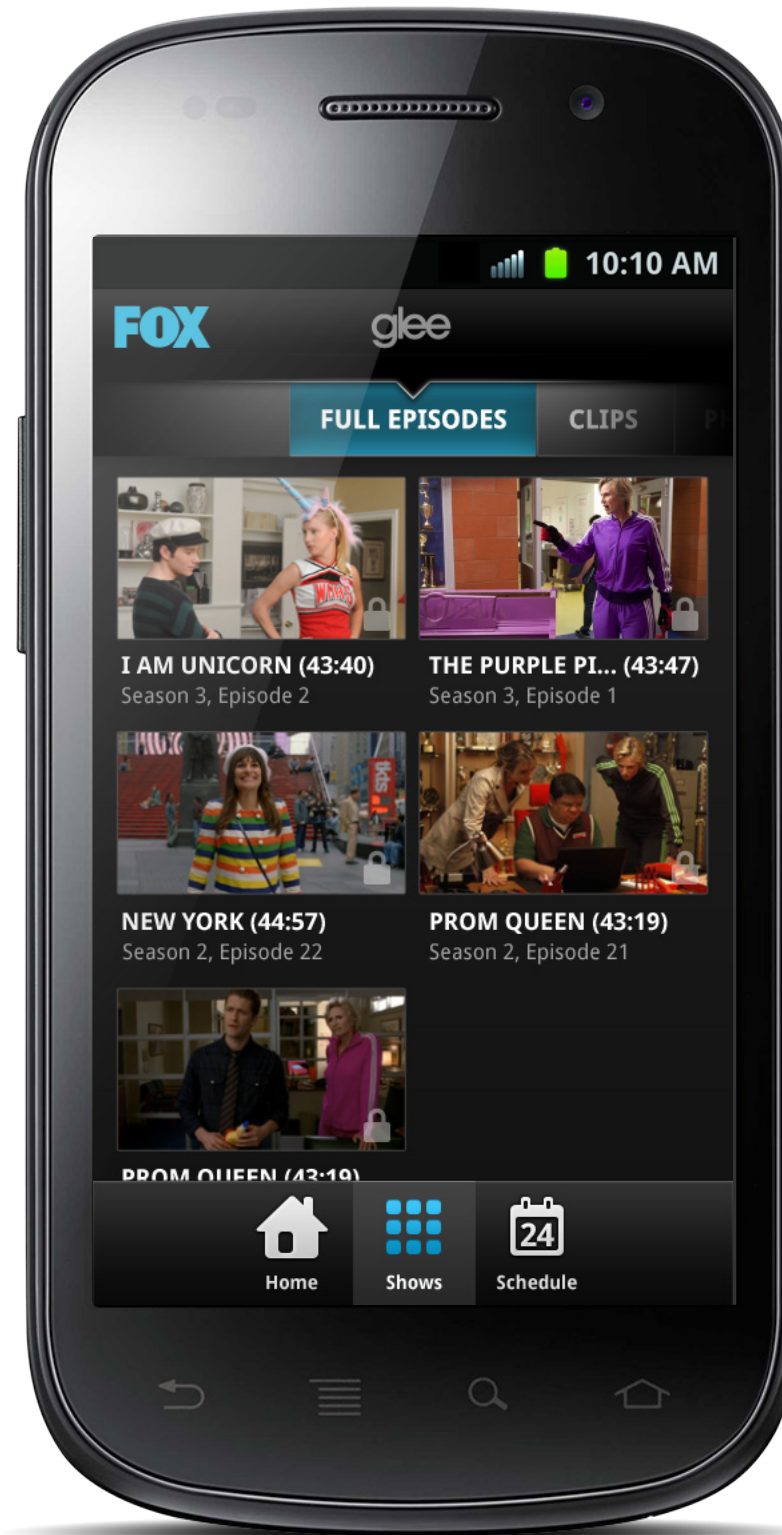 10:10 AM
FOX
glee
FULL EPISODES
CLIPS
WMHS
tkts
I AM UNICORN (43:40)
THE PURPLE PI... (43:47)
Season 3, Episode 2
Season 3, Episode 1
NEW YORK (44:57)
PROM QUEEN (43:19)
Season 2, Episode 22
Season 2, Episode 21
PROM QUEEN (43:19)
24
Home
Shows
Schedule